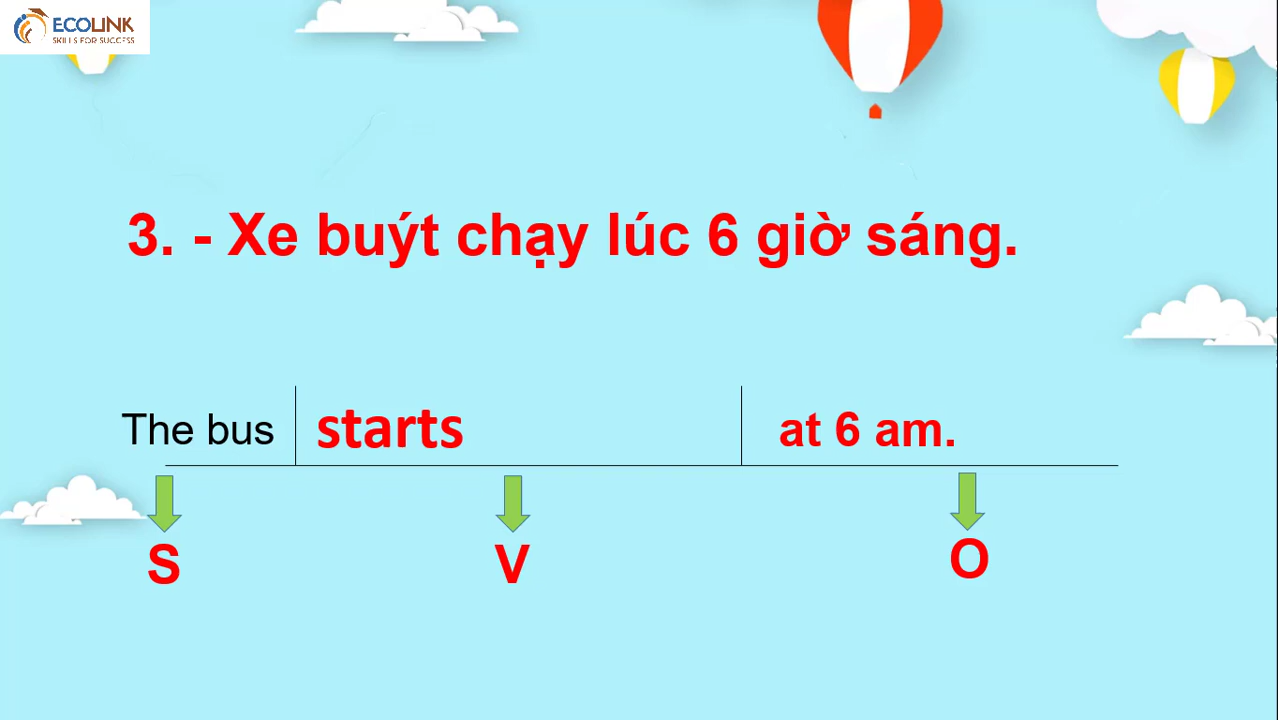 ECOLINK
SKILLS FOR SUCCESS
3. - Xe buýt chạy lúc 6 giờ sáng.
The bus starts at 6 am.
S V O